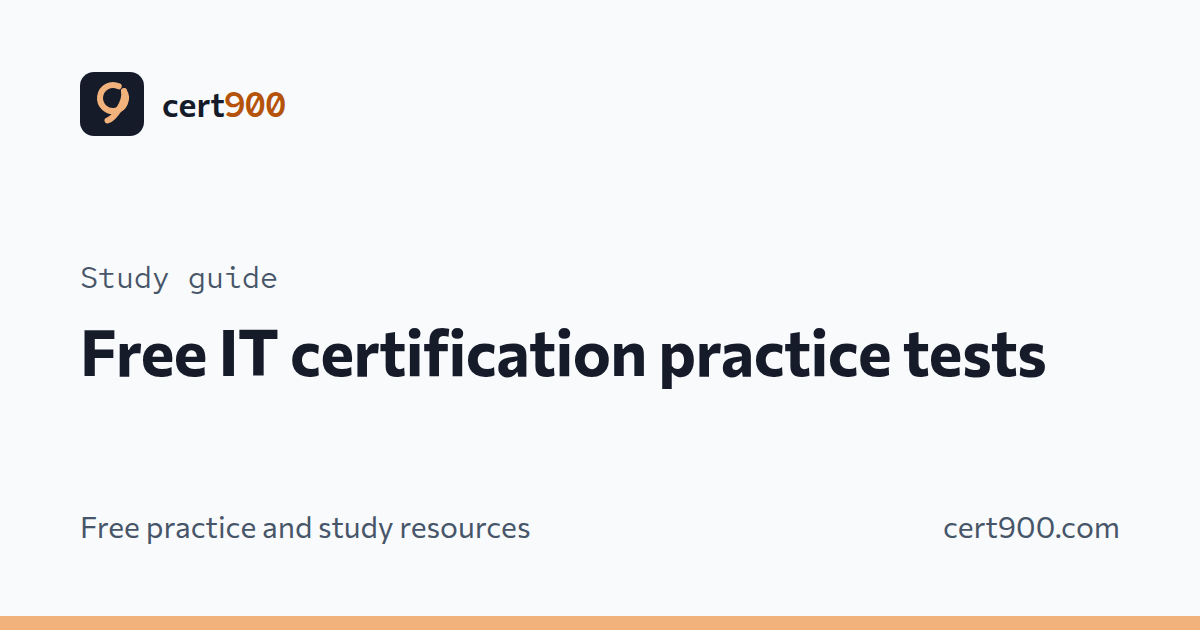 cert900
Study guide
Free IT certification practice tests
Free practice and study resources
cert900.com